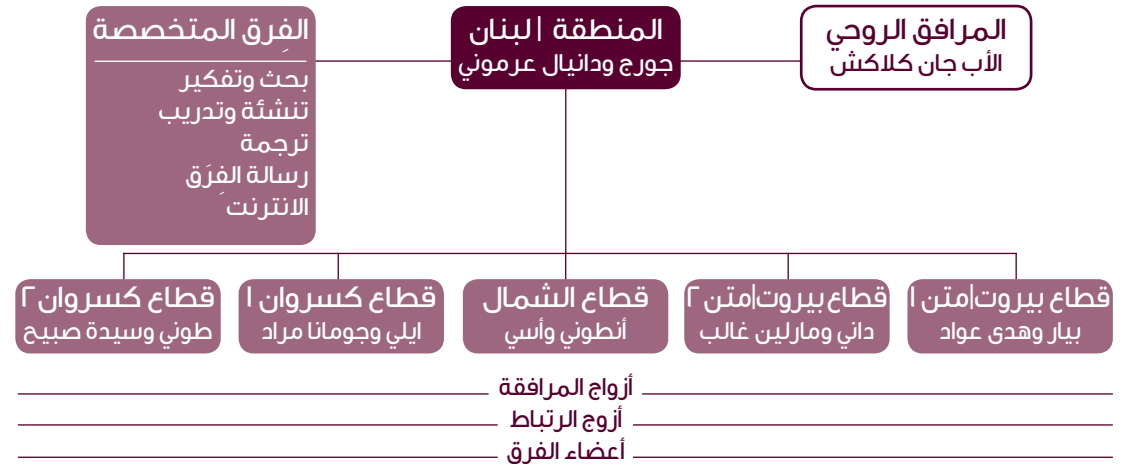 المرافق الروحي
الأب جان كلاكش
المنطقة | لبنان
جورج ودانيال عرموني
الفِرق المتخصصة
بحث وتفكير
تنشئة وتدريب
ترجمة
رسالة الفِرَق
الانترنت
قطاع بيروت|متن ١
بيار وهدى عواد
قطاع بيروت|متن ٢
داني ومارلين غالب
قطاع الشمال
أنطوني وأسي
قطاع كسروان ١
ايلي وجومانا مراد
قطاع كسروان ٢
طوني وسيدة صبيح
أزواج المرافقة
أزوج الرتباط
أعضاء الفرق